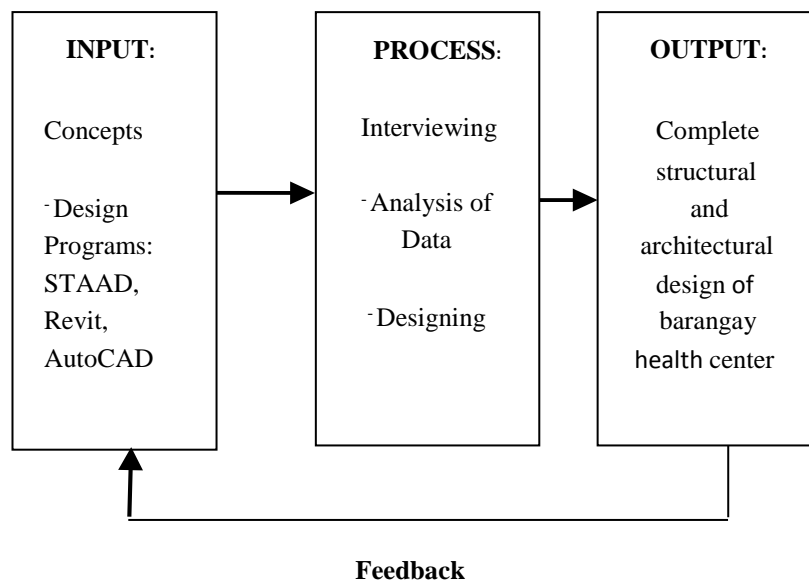 INPUT:
Concepts
- Design
Programs:
STAAD,
Revit,
AutoCAD
PROCESS:
Interviewing
- Analysis of
Data
- Designing
OUTPUT:
Complete
structural
and
architectural
design of
barangay
health center
Feedback